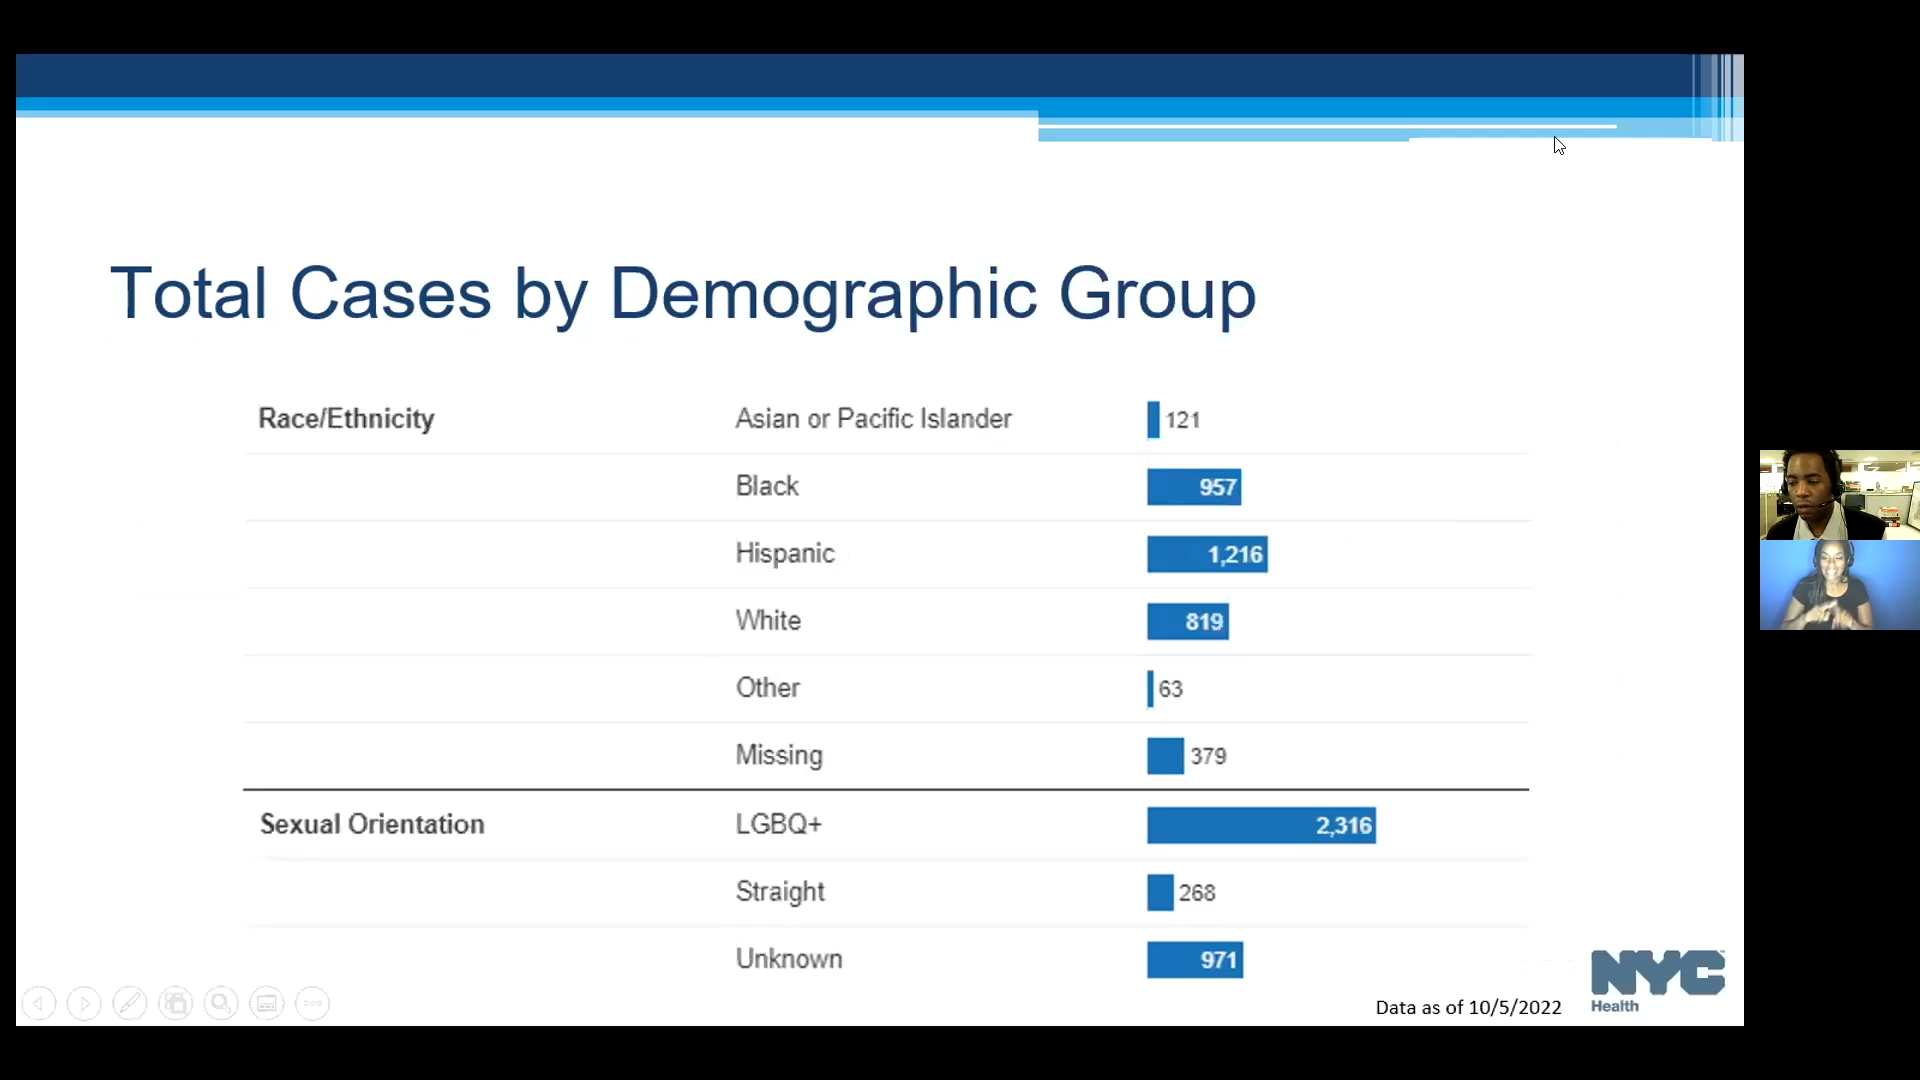 Total Cases by Demographic Group
Race/Ethnicity Asian or Pacific Islander 121
Black 957
Hispanic 1,216
White 819
Other 63
Missing 379
Sexual Orientation LGBQ+ 2,316
Straight 268
Unknown 971
Data as of 10/5/2022
NYC
Health